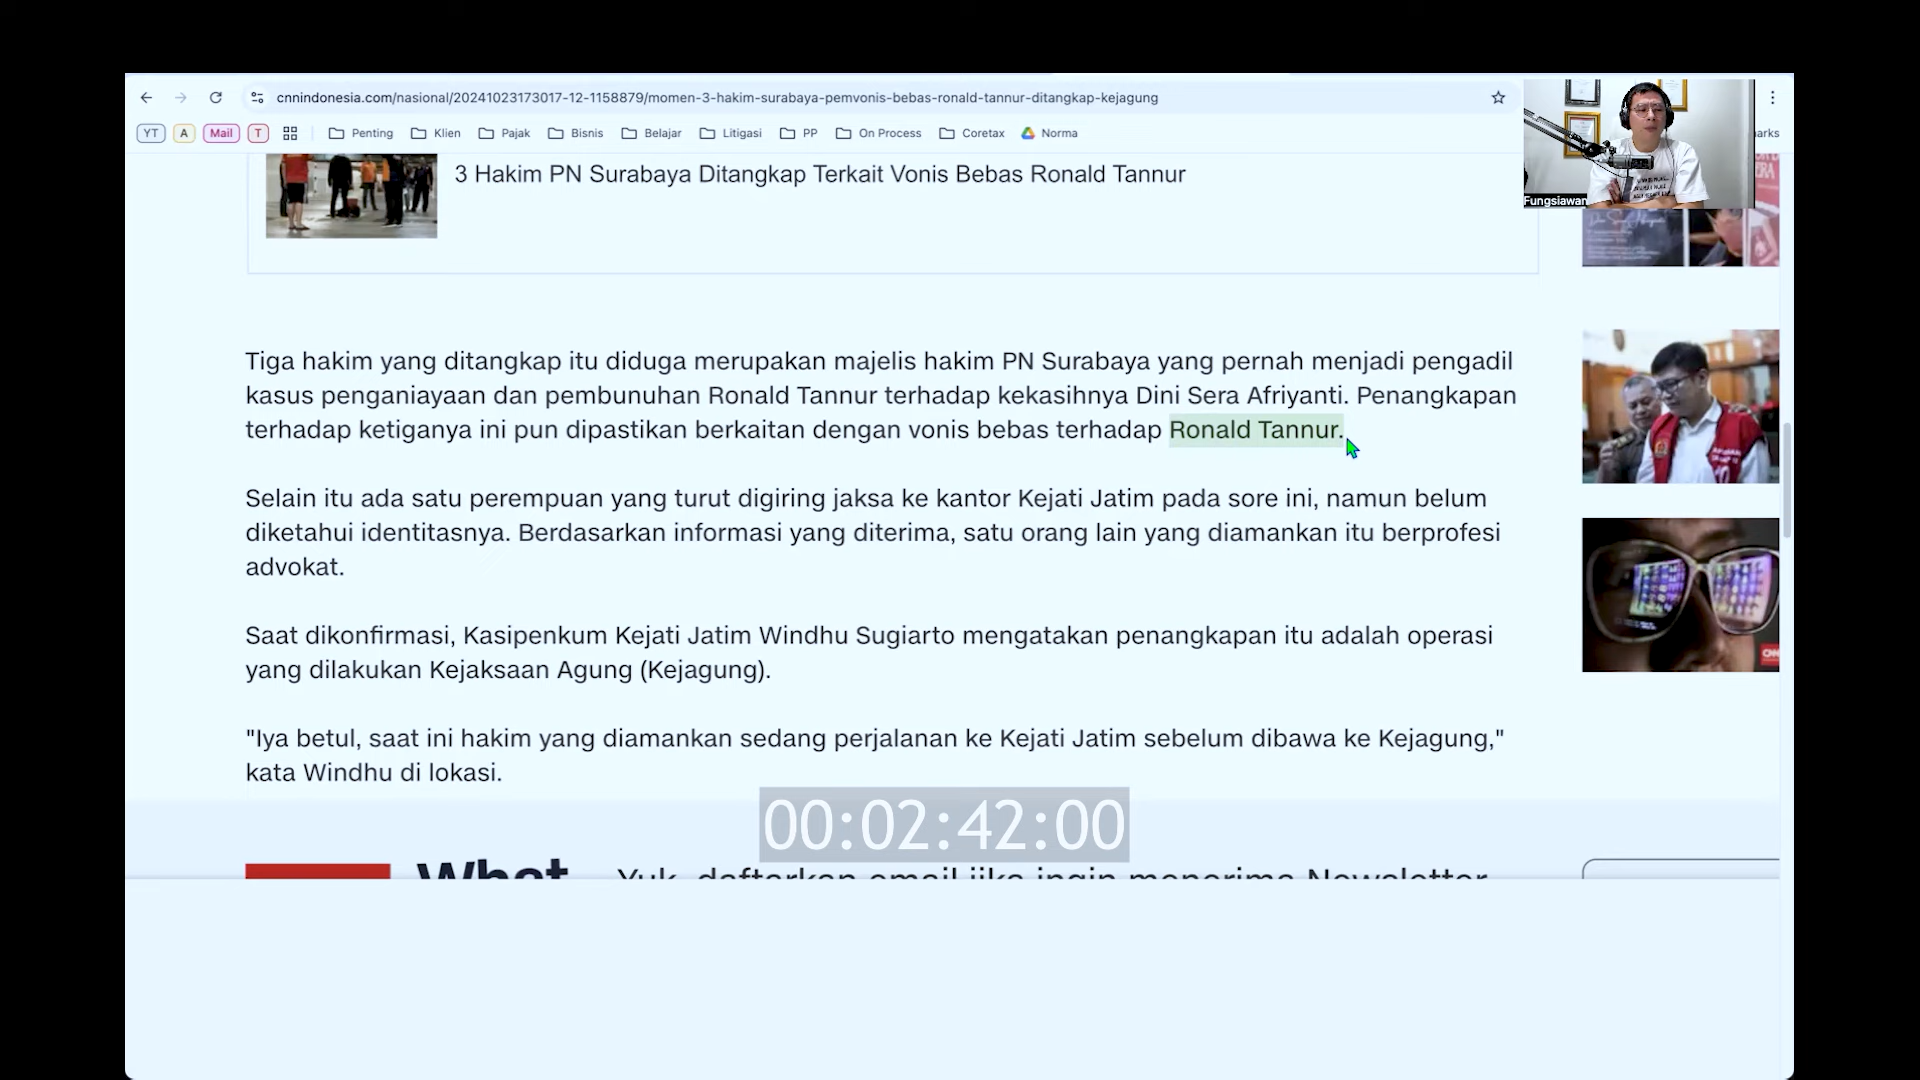 cnnindonesia.com/nasional/20241023173017-12-1158879/momen-3-hakim-surabaya-pemvonis-bebas-ronald-tannur-ditangkap-kejagung
YT A Mail T Penting Klien Pajak Bisnis Belajar Litigasi PP On Process Coretax Norma
Fungsiawan
3 Hakim PN Surabaya Ditangkap Terkait Vonis Bebas Ronald Tannur
Tiga hakim yang ditangkap itu diduga merupakan majelis hakim PN Surabaya yang pernah menjadi pengadil
kasus penganiayaan dan pembunuhan Ronald Tannur terhadap kekasihnya Dini Sera Afriyanti. Penangkapan
terhadap ketiganya ini pun dipastikan berkaitan dengan vonis bebas terhadap Ronald Tannur.
Selain itu ada satu perempuan yang turut digiring jaksa ke kantor Kejati Jatim pada sore ini, namun belum
diketahui identitasnya. Berdasarkan informasi yang diterima, satu orang lain yang diamankan itu berprofesi
advokat.
Saat dikonfirmasi, Kasipenkum Kejati Jatim Windhu Sugiarto mengatakan penangkapan itu adalah operasi
yang dilakukan Kejaksaan Agung (Kejagung).
"Iya betul, saat ini hakim yang diamankan sedang perjalanan ke Kejati Jatim sebelum dibawa ke Kejagung,"
kata Windhu di lokasi.
00:02:42:00
What
Yuk, daftarkan email jika ingin menerima Newsletter